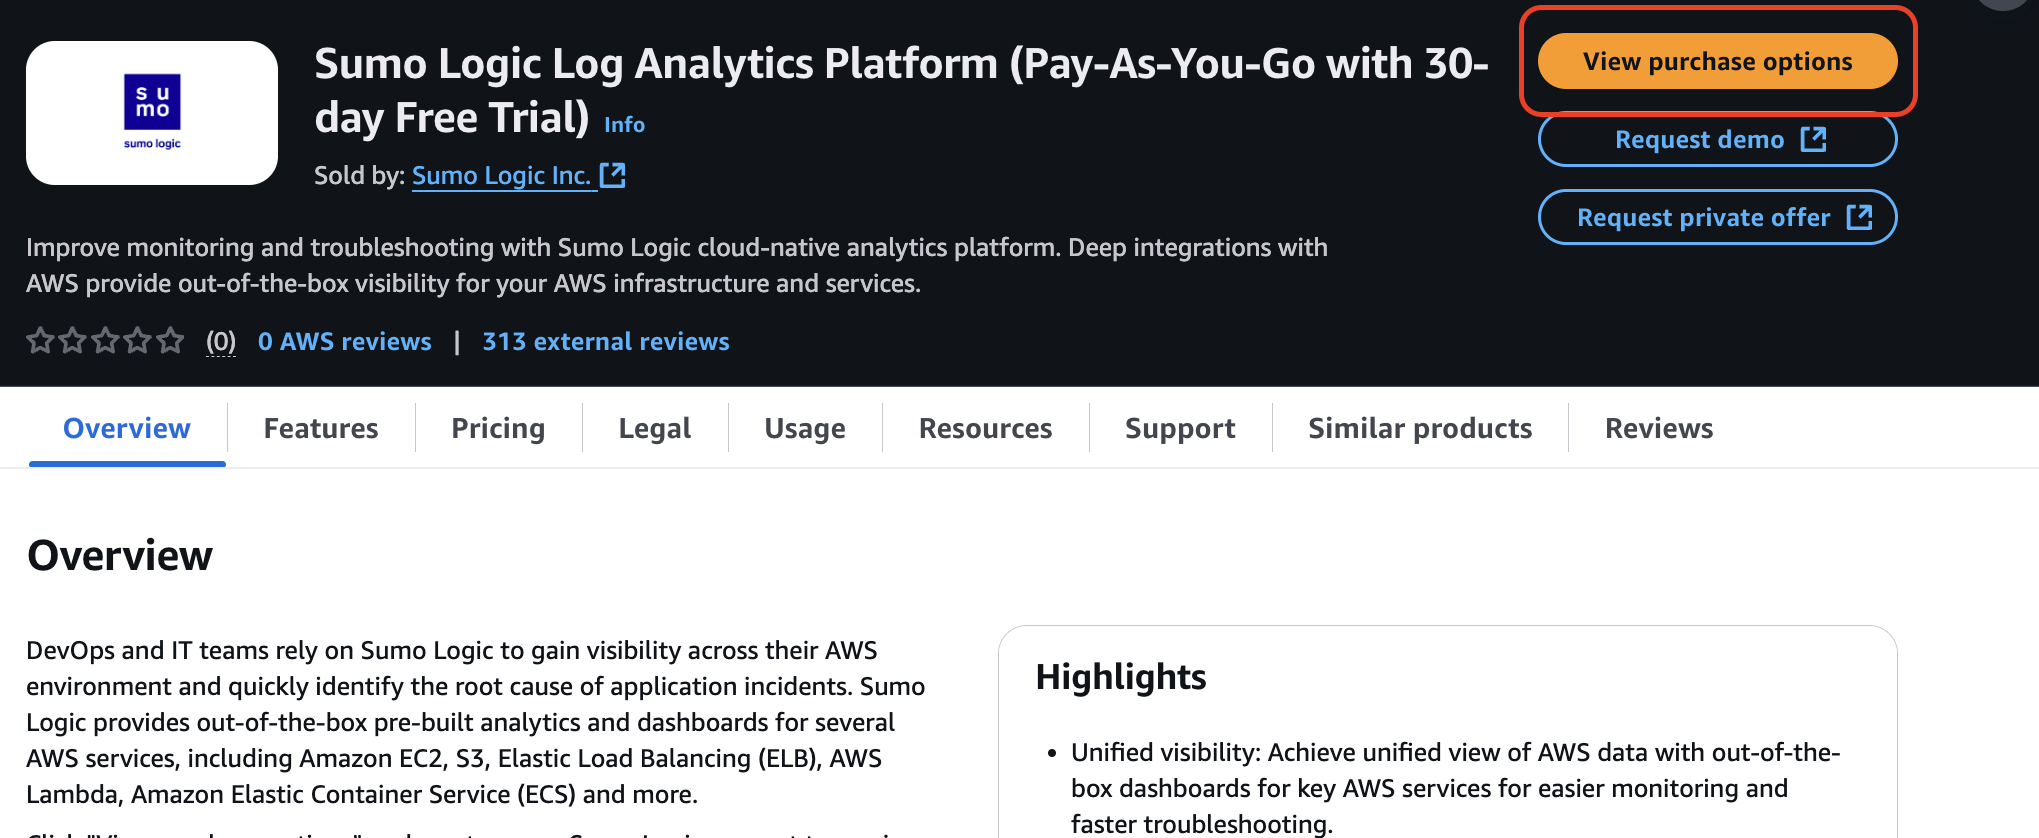 s u
mo
sumo logic
Sumo Logic Log Analytics Platform (Pay-As-You-Go with 30-
day Free Trial) Info
Sold by: Sumo Logic Inc.
View purchase options
Request demo
Request private offer
Improve monitoring and troubleshooting with Sumo Logic cloud-native analytics platform. Deep integrations with
AWS provide out-of-the-box visibility for your AWS infrastructure and services.
(0) 0 AWS reviews | 313 external reviews
Overview Features Pricing Legal Usage Resources Support Similar products Reviews
Overview
DevOps and IT teams rely on Sumo Logic to gain visibility across their AWS
environment and quickly identify the root cause of application incidents. Sumo
Logic provides out-of-the-box pre-built analytics and dashboards for several
AWS services, including Amazon EC2, S3, Elastic Load Balancing (ELB), AWS
Lambda, Amazon Elastic Container Service (ECS) and more.
Highlights
• Unified visibility: Achieve unified view of AWS data with out-of-the-
box dashboards for key AWS services for easier monitoring and
faster troubleshooting.